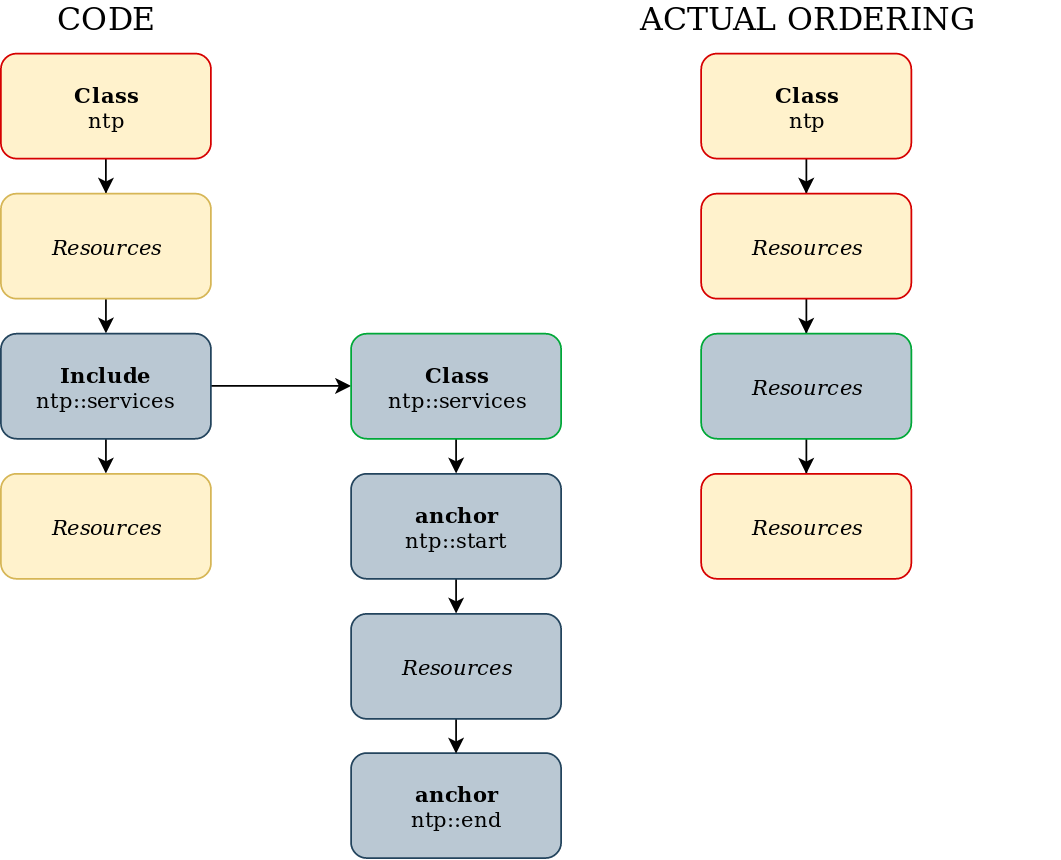 CODE
Class
ntp
Resources
Include
ntp::services
Resources
Class
ntp::services
anchor
ntp::start
Resources
anchor
ntp::end
ACTUAL ORDERING
Class
ntp
Resources
Resources
Resources